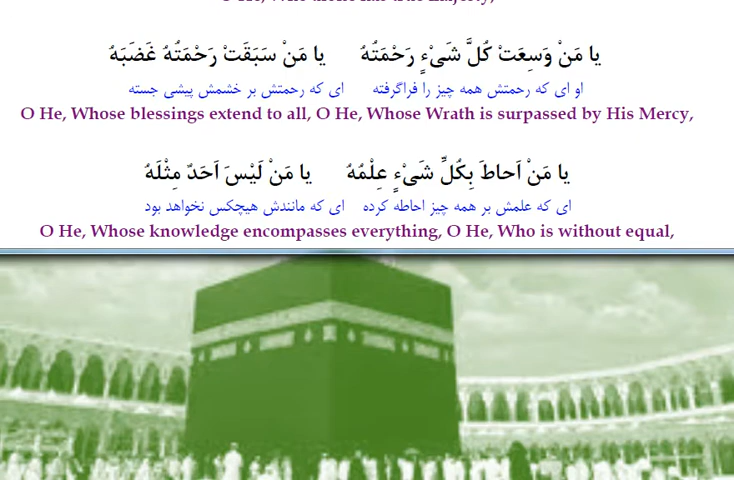 يا مَنْ وَسِعَتْ كُلَّ شَىْءٍ رَحْمَتُهُ يا مَنْ سَبَقَتْ رَحْمَتُهُ غَضَبَهُ
او ای که رحمتش همه چیز را فراگرفته ای که رحمتش بر خشمش پیشی جسته
O He, Whose blessings extend to all, O He, Whose Wrath is surpassed by His Mercy,
يا مَنْ اَحاطَ بِكُلِّ شَىْءٍ عِلْمُهُ يا مَنْ لَيْسَ اَحَدٌ مِثْلَهُ
ای که علمش بر همه چیز احاطه کرده ای که مانندش هیچکس نخواهد بود
O He, Whose knowledge encompasses everything, O He, Who is without equal,